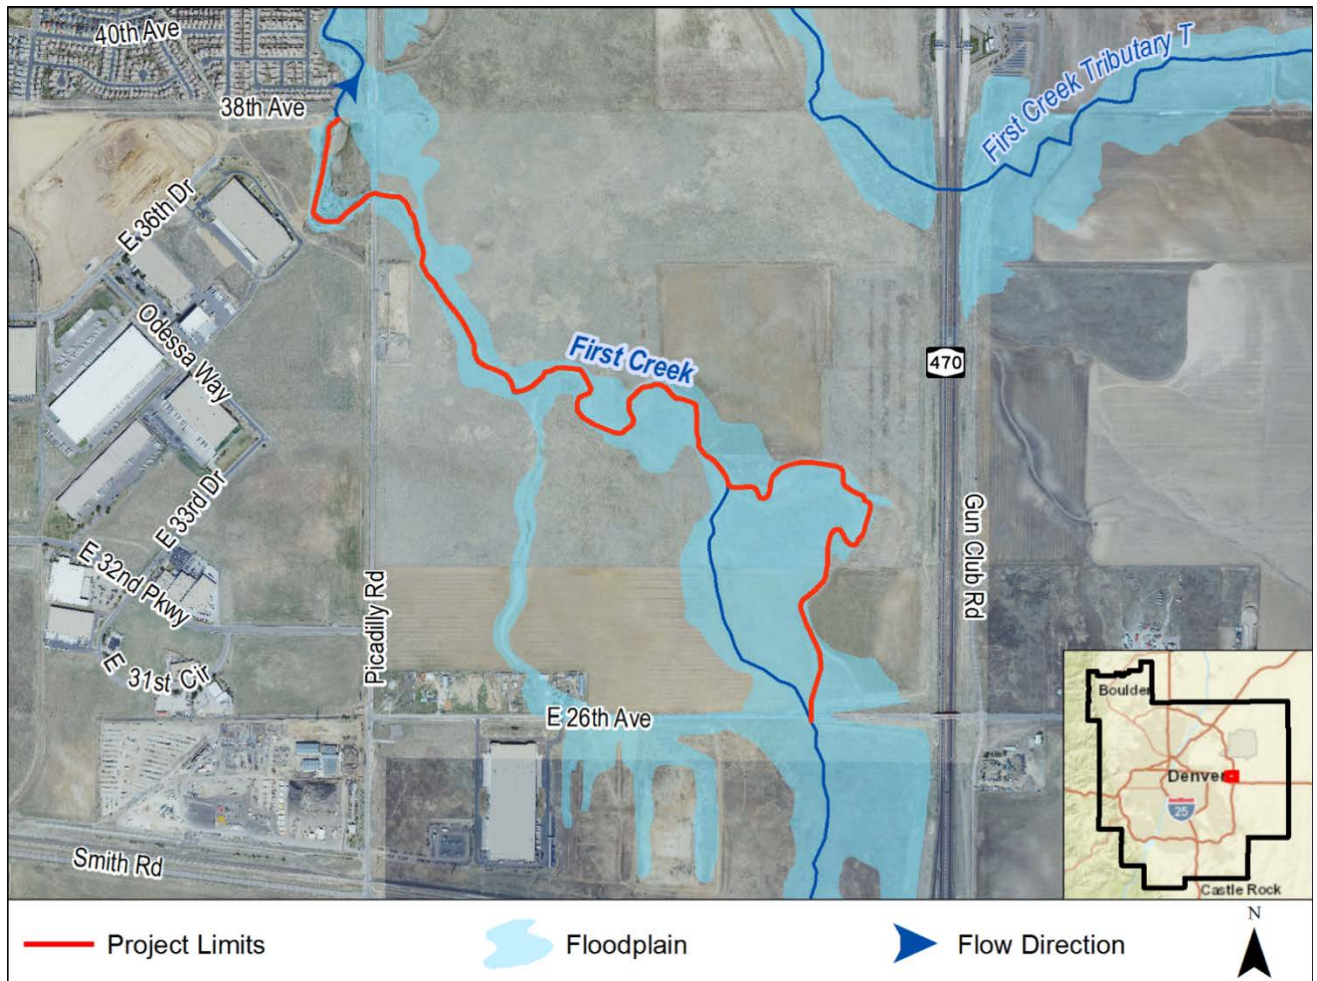 40th Ave
38th Ave
First Creek Tributary T
E 36th Dr
Odessa Way
First Creek
470
E 33rd Dr
Gun Club Rd
E 32nd Pkwy
Picadilly Rd
E 31st Cir
E 26th Ave
Smith Rd
Boulder
Denver
25
Castle Rock
Project Limits
Floodplain
Flow Direction
N